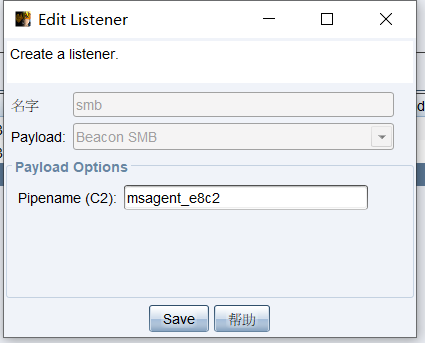 Edit Listener
Create a listener.
名字 smb
Payload: Beacon SMB
Payload Options
Pipename (C2): msagent_e8c2
Save 帮助